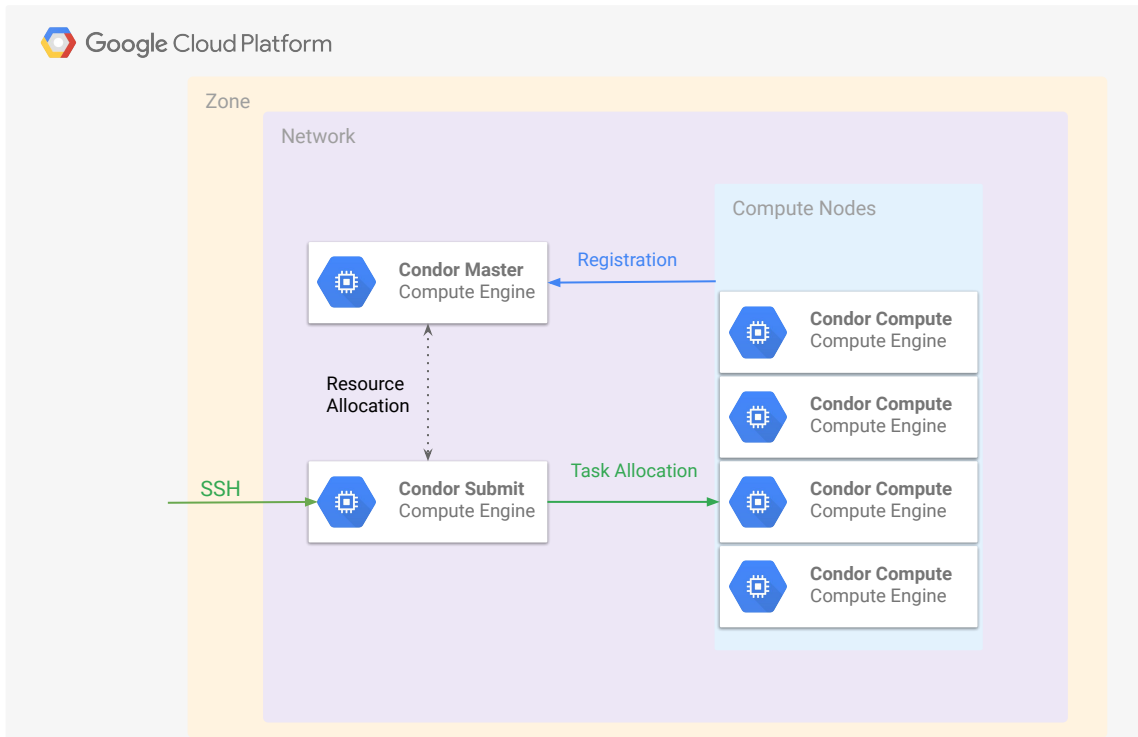 Google Cloud Platform
Zone
Network
Compute Nodes
Registration
Condor Master
Compute Engine
Condor Compute
Compute Engine
Resource
Allocation
Condor Compute
Compute Engine
SSH
Condor Submit
Compute Engine
Task Allocation
Condor Compute
Compute Engine
Condor Compute
Compute Engine